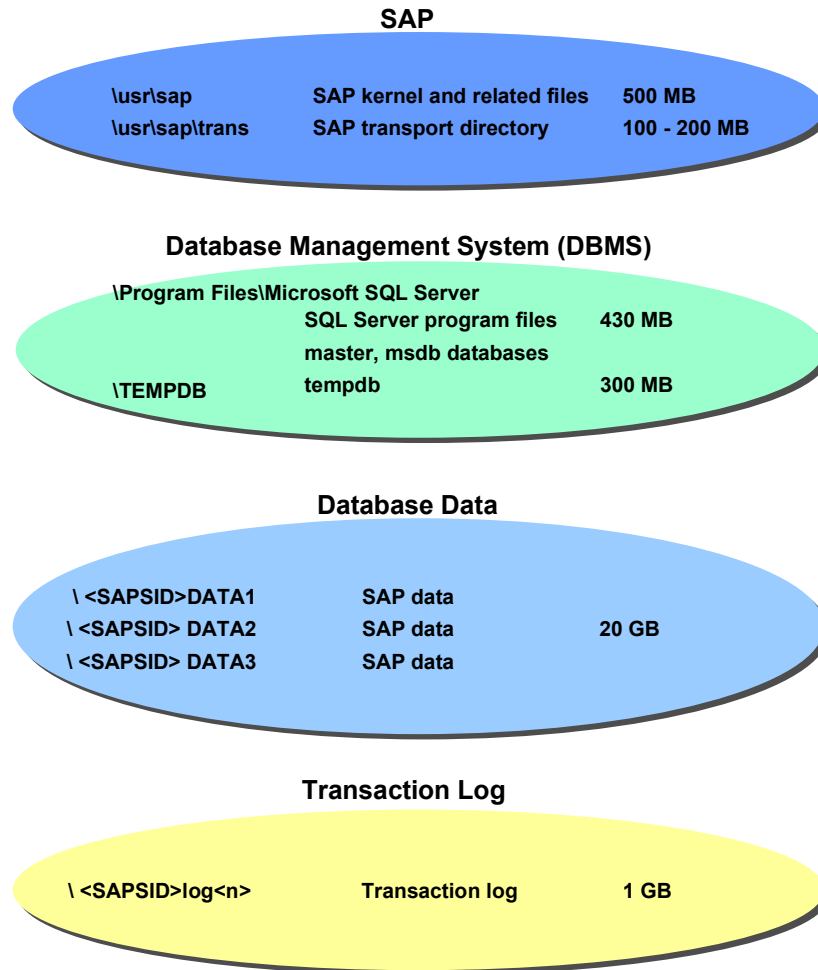 SAP
\usr\sap SAP kernel and related files 500 MB
\usr\sap\trans SAP transport directory 100 - 200 MB
Database Management System (DBMS)
\Program Files\Microsoft SQL Server
SQL Server program files 430 MB
master, msdb databases
\TEMPDB tempdb 300 MB
Database Data
\ <SAPSID>DATA1 SAP data
\ <SAPSID> DATA2 SAP data 20 GB
\ <SAPSID> DATA3 SAP data
Transaction Log
\ <SAPSID>log<n> Transaction log 1 GB